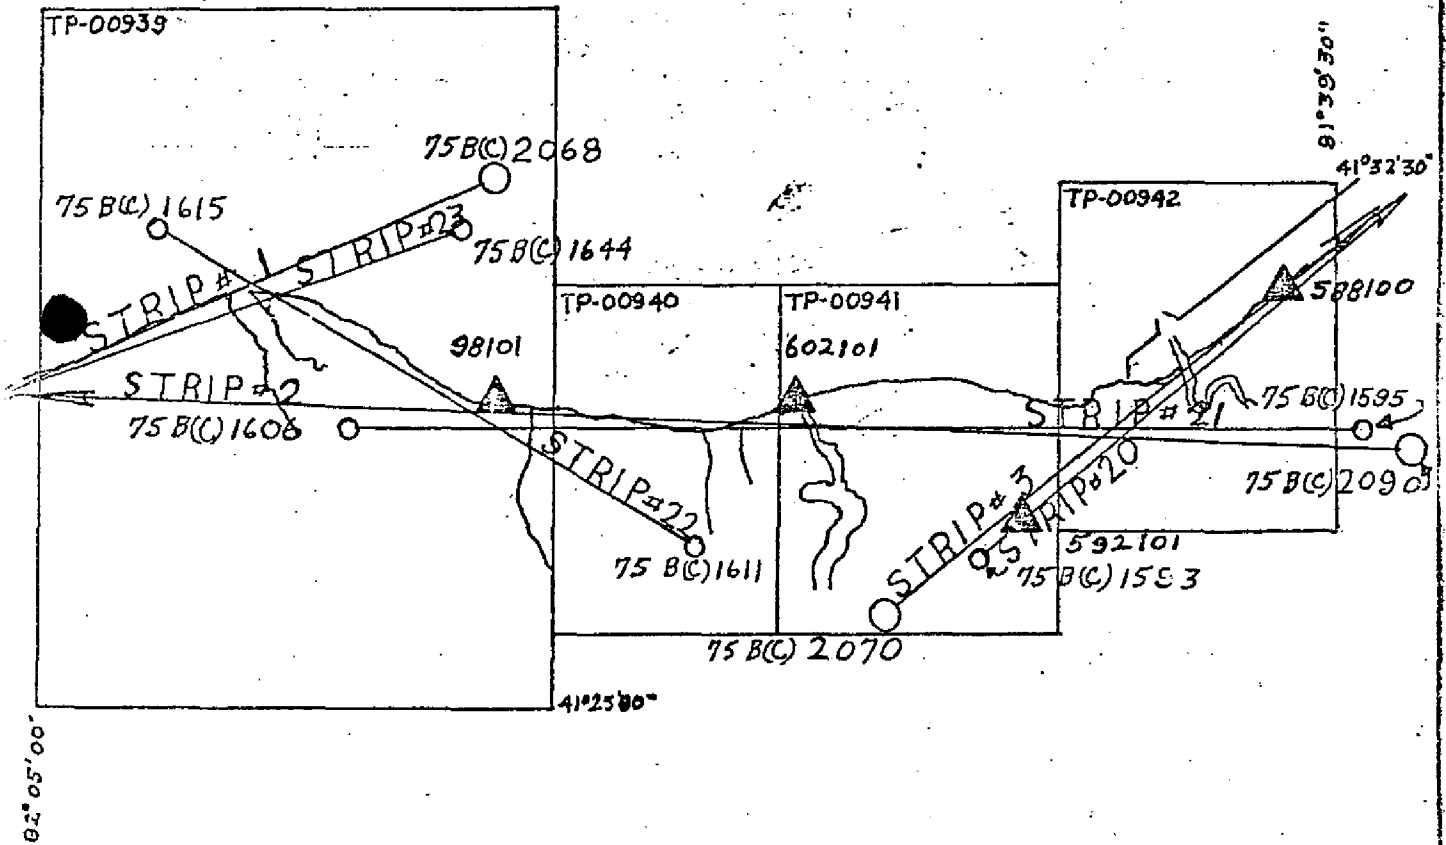 TP-00939
81°39'30"
75 B(C) 2068
41°32'30"
TP-00942
75 B(C) 1615
STRIP #23
75 B(C) 1644
STRIP # 1
588100
TP-00940
TP-00941
98101
602101
STRIP #2
75 B(C) 1595
75 B(C) 1606
STRIP # 21
STRIP #22
STRIP # 3
STRIP #20
75 B(C) 2090
592101
75 B(C) 1611
75 B(C)
75 B(C) 2070
41°25'00"
82°05'00"